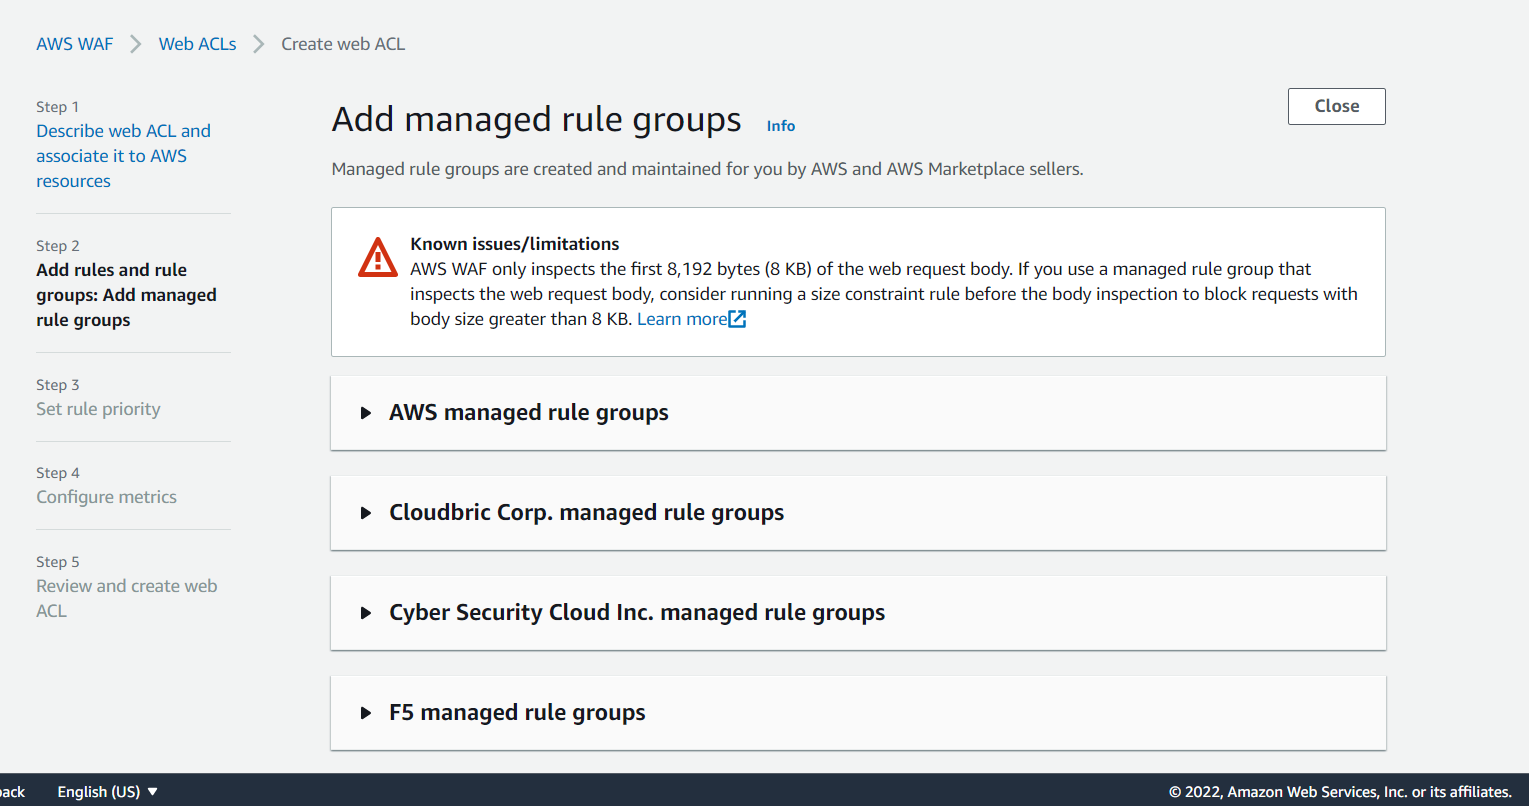 AWS WAF > Web ACLs > Create web ACL
Step 1
Describe web ACL and
associate it to AWS
resources
Step 2
Add rules and rule
groups: Add managed
rule groups
Step 3
Set rule priority
Step 4
Configure metrics
Step 5
Review and create web
ACL
Add managed rule groups Info
Close
Managed rule groups are created and maintained for you by AWS and AWS Marketplace sellers.
Known issues/limitations
AWS WAF only inspects the first 8,192 bytes (8 KB) of the web request body. If you use a managed rule group that
inspects the web request body, consider running a size constraint rule before the body inspection to block requests with
body size greater than 8 KB. Learn more
AWS managed rule groups
Cloudbric Corp. managed rule groups
Cyber Security Cloud Inc. managed rule groups
F5 managed rule groups
English (US)
© 2022, Amazon Web Services, Inc. or its affiliates.